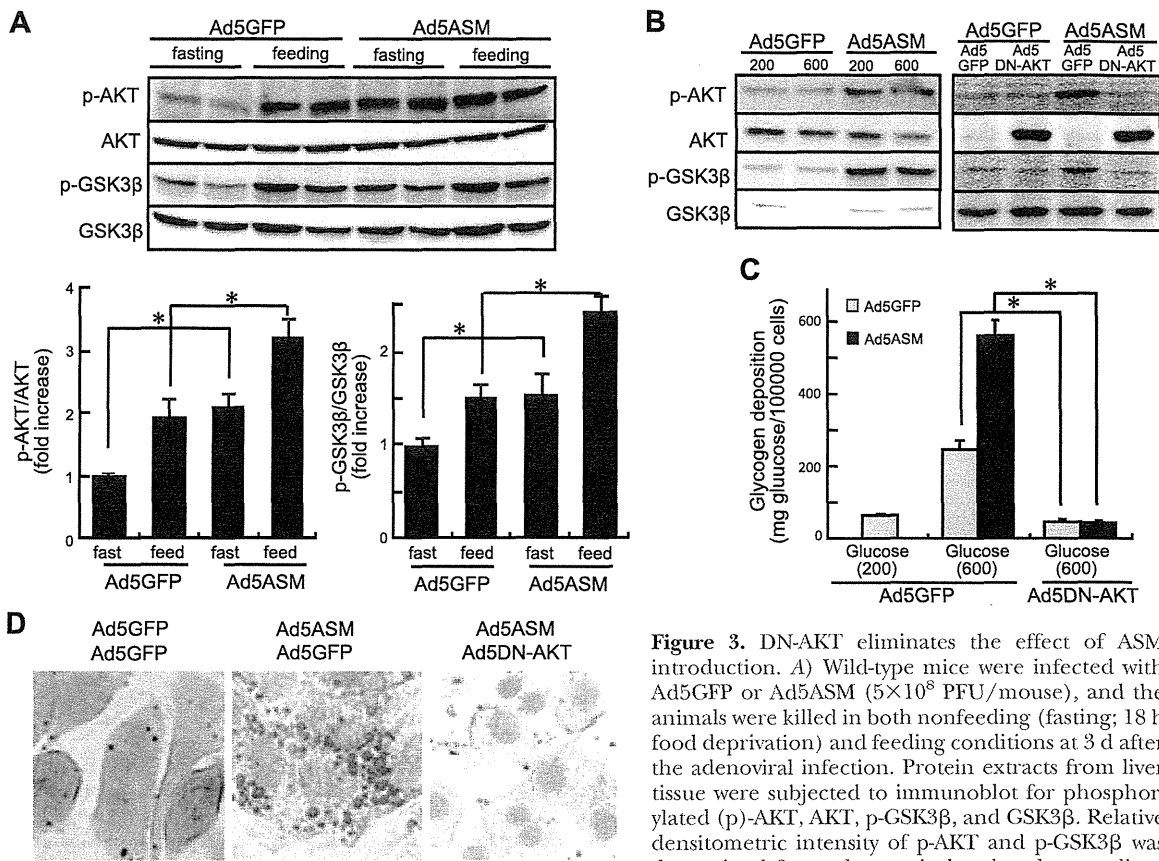 A
Ad5GFP Ad5ASM
fasting feeding fasting feeding
p-AKT
AKT
p-GSK3β
GSK3β
p-AKT/AKT
(fold increase)
4
3
2
1
0
* *
fast feed fast feed
Ad5GFP Ad5ASM
p-GSK3β/GSK3β
(fold increase)
2
1
0
* *
fast feed fast feed
Ad5GFP Ad5ASM
B
Ad5GFP Ad5ASM
200 600 200 600
Ad5GFP Ad5ASM
Ad5 Ad5 Ad5 Ad5
GFP DN-AKT GFP DN-AKT
p-AKT
AKT
p-GSK3β
GSK3β
C
Glycogen deposition
(mg gluucose/100000 cells)
600
400
200
0
Ad5GFP
Ad5ASM
* *
Glucose Glucose Glucose
(200) (600) (600)
Ad5GFP Ad5DN-AKT
D
Ad5GFP Ad5ASM Ad5ASM
Ad5GFP Ad5GFP Ad5DN-AKT
Figure 3. DN-AKT eliminates the effect of ASM
introduction. A) Wild-type mice were infected with
Ad5GFP or Ad5ASM (5×10⁸ PFU/mouse), and the
animals were killed in both nonfeeding (fasting; 18 h
food deprivation) and feeding conditions at 3 d after
the adenoviral infection. Protein extracts from liver
tissue were subjected to immunoblot for phosphor-
ylated (p)-AKT, AKT, p-GSK3β, and GSK3β. Relative
densitometric intensity of p-AKT and p-GSK3β was